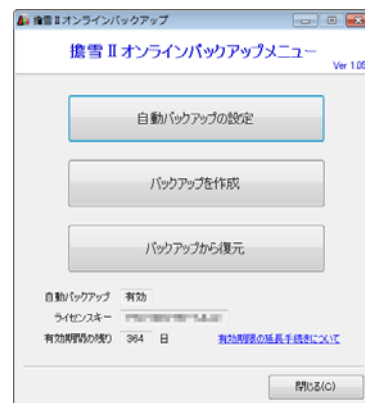 擔雪Ⅱオンラインバックアップ
擔雪Ⅱオンラインバックアップメニュー
Ver 1.05
自動バックアップの設定
バックアップを作成
バックアップから復元
自動バックアップ 有効
ライセンスキー
有効期間の残り 364 日 有効期限の延長手続きについて
閉じる(C)